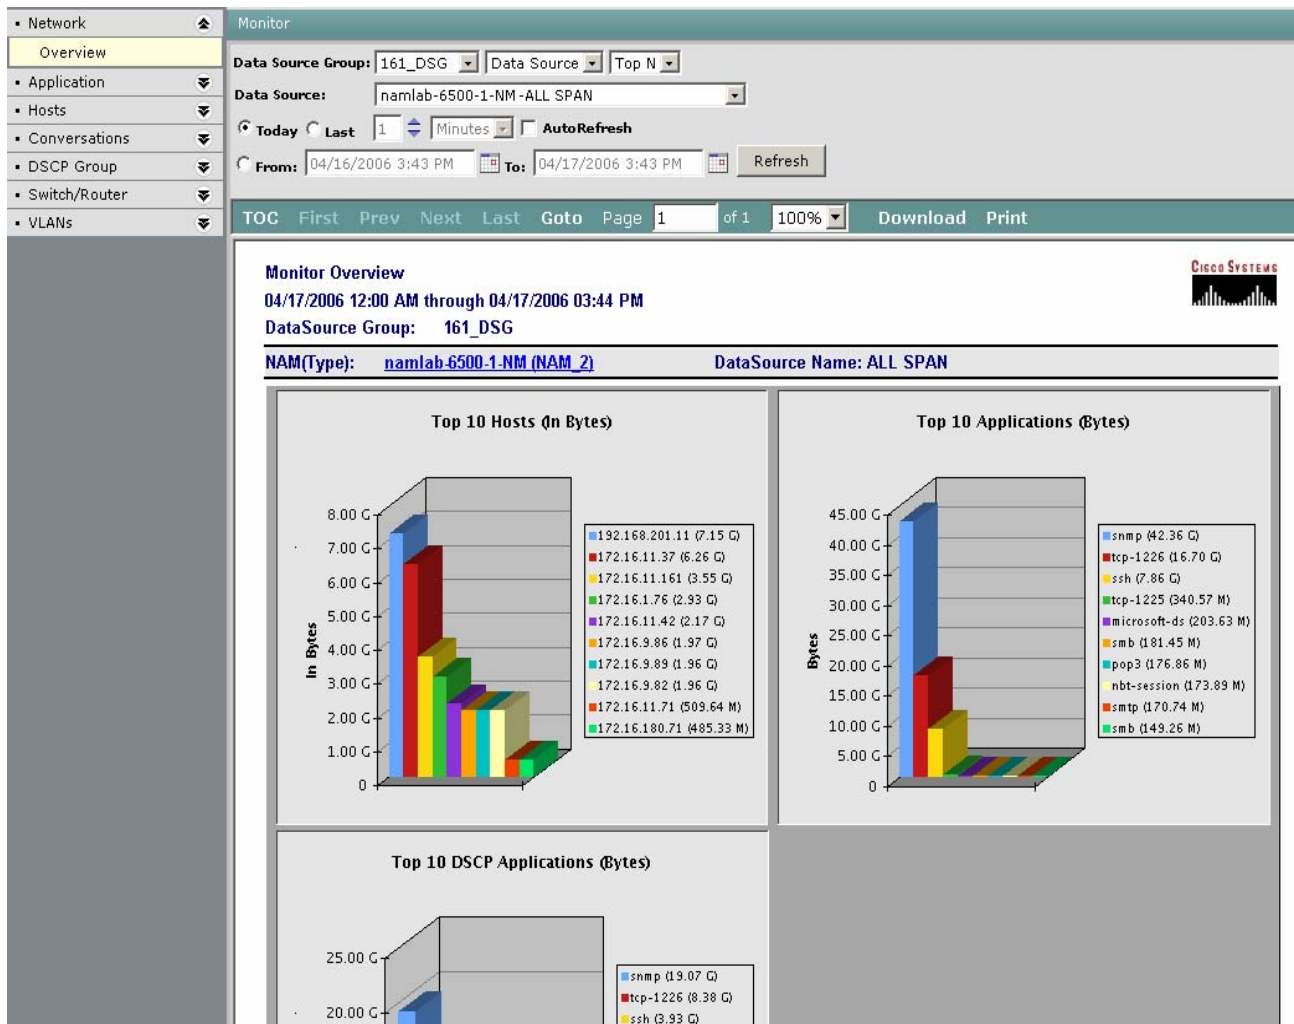 Network
Overview
Application
Hosts
Conversations
DSCP Group
Switch/Router
VLANs
Monitor
Data Source Group: 161_DSG Data Source Top N
Data Source: namlab-6500-1-NM-ALL SPAN
Today Last 1 Minutes AutoRefresh
From: 04/16/2006 3:43 PM To: 04/17/2006 3:43 PM Refresh
TOC First Prev Next Last Goto Page 1 of 1 100% Download Print
Monitor Overview
04/17/2006 12:00 AM through 04/17/2006 03:44 PM
DataSource Group: 161_DSG
CISCO SYSTEMS
NAM(Type): namlab-6500-1-NM (NAM_2) DataSource Name: ALL SPAN
Top 10 Hosts (In Bytes)
8.00 G
7.00 G
6.00 G
5.00 G
4.00 G
3.00 G
2.00 G
1.00 G
0
In Bytes
192.168.201.11 (7.15 G)
172.16.11.37 (6.26 G)
172.16.11.161 (3.55 G)
172.16.1.76 (2.93 G)
172.16.11.42 (2.17 G)
172.16.9.86 (1.97 G)
172.16.9.89 (1.96 G)
172.16.9.82 (1.96 G)
172.16.11.71 (509.64 M)
172.16.180.71 (485.33 M)
Top 10 Applications (Bytes)
45.00 G
40.00 G
35.00 G
30.00 G
25.00 G
20.00 G
15.00 G
10.00 G
5.00 G
0
Bytes
snmp (42.36 G)
tcp-1226 (16.70 G)
ssh (7.86 G)
tcp-1225 (340.57 M)
microsoft-ds (203.63 M)
smb (181.45 M)
pop3 (176.86 M)
nbt-session (173.89 M)
smtp (170.74 M)
smb (149.26 M)
Top 10 DSCP Applications (Bytes)
25.00 G
20.00 G
snmp (19.07 G)
tcp-1226 (8.38 G)
ssh (3.93 G)